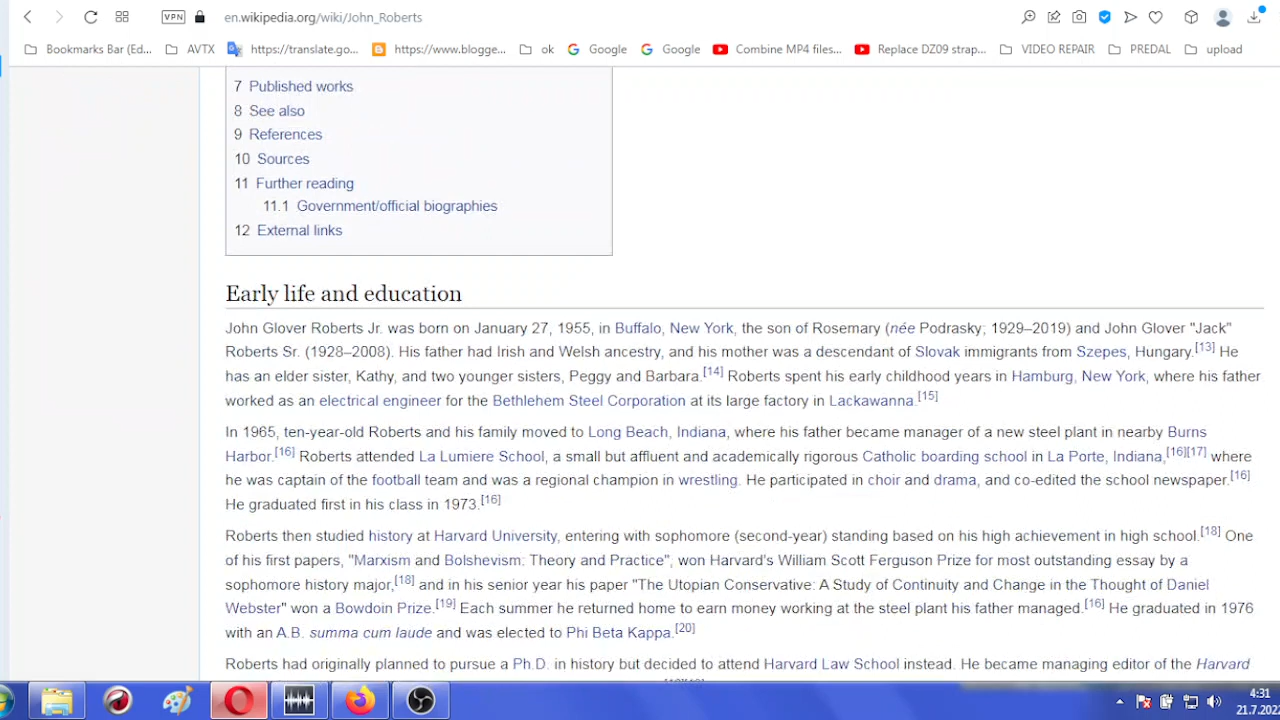 VPN en.wikipedia.org/wiki/John_Roberts
Bookmarks Bar (Ed... AVTX https://translate.go... https://www.blogge... ok Google Google Combine MP4 files... Replace DZ09 strap... VIDEO REPAIR PREDAL upload
7 Published works
8 See also
9 References
10 Sources
11 Further reading
11.1 Government/official biographies
12 External links
Early life and education
John Glover Roberts Jr. was born on January 27, 1955, in Buffalo, New York, the son of Rosemary (née Podrasky; 1929–2019) and John Glover "Jack"
Roberts Sr. (1928–2008). His father had Irish and Welsh ancestry, and his mother was a descendant of Slovak immigrants from Szepes, Hungary.[13] He
has an elder sister, Kathy, and two younger sisters, Peggy and Barbara.[14] Roberts spent his early childhood years in Hamburg, New York, where his father
worked as an electrical engineer for the Bethlehem Steel Corporation at its large factory in Lackawanna.[15]
In 1965, ten-year-old Roberts and his family moved to Long Beach, Indiana, where his father became manager of a new steel plant in nearby Burns
Harbor.[16] Roberts attended La Lumiere School, a small but affluent and academically rigorous Catholic boarding school in La Porte, Indiana,[16][17] where
he was captain of the football team and was a regional champion in wrestling. He participated in choir and drama, and co-edited the school newspaper.[16]
He graduated first in his class in 1973.[16]
Roberts then studied history at Harvard University, entering with sophomore (second-year) standing based on his high achievement in high school.[18] One
of his first papers, "Marxism and Bolshevism: Theory and Practice", won Harvard's William Scott Ferguson Prize for most outstanding essay by a
sophomore history major,[18] and in his senior year his paper "The Utopian Conservative: A Study of Continuity and Change in the Thought of Daniel
Webster" won a Bowdoin Prize.[19] Each summer he returned home to earn money working at the steel plant his father managed.[16] He graduated in 1976
with an A.B. summa cum laude and was elected to Phi Beta Kappa.[20]
Roberts had originally planned to pursue a Ph.D. in history but decided to attend Harvard Law School instead. He became managing editor of the Harvard
4:31
21.7.202